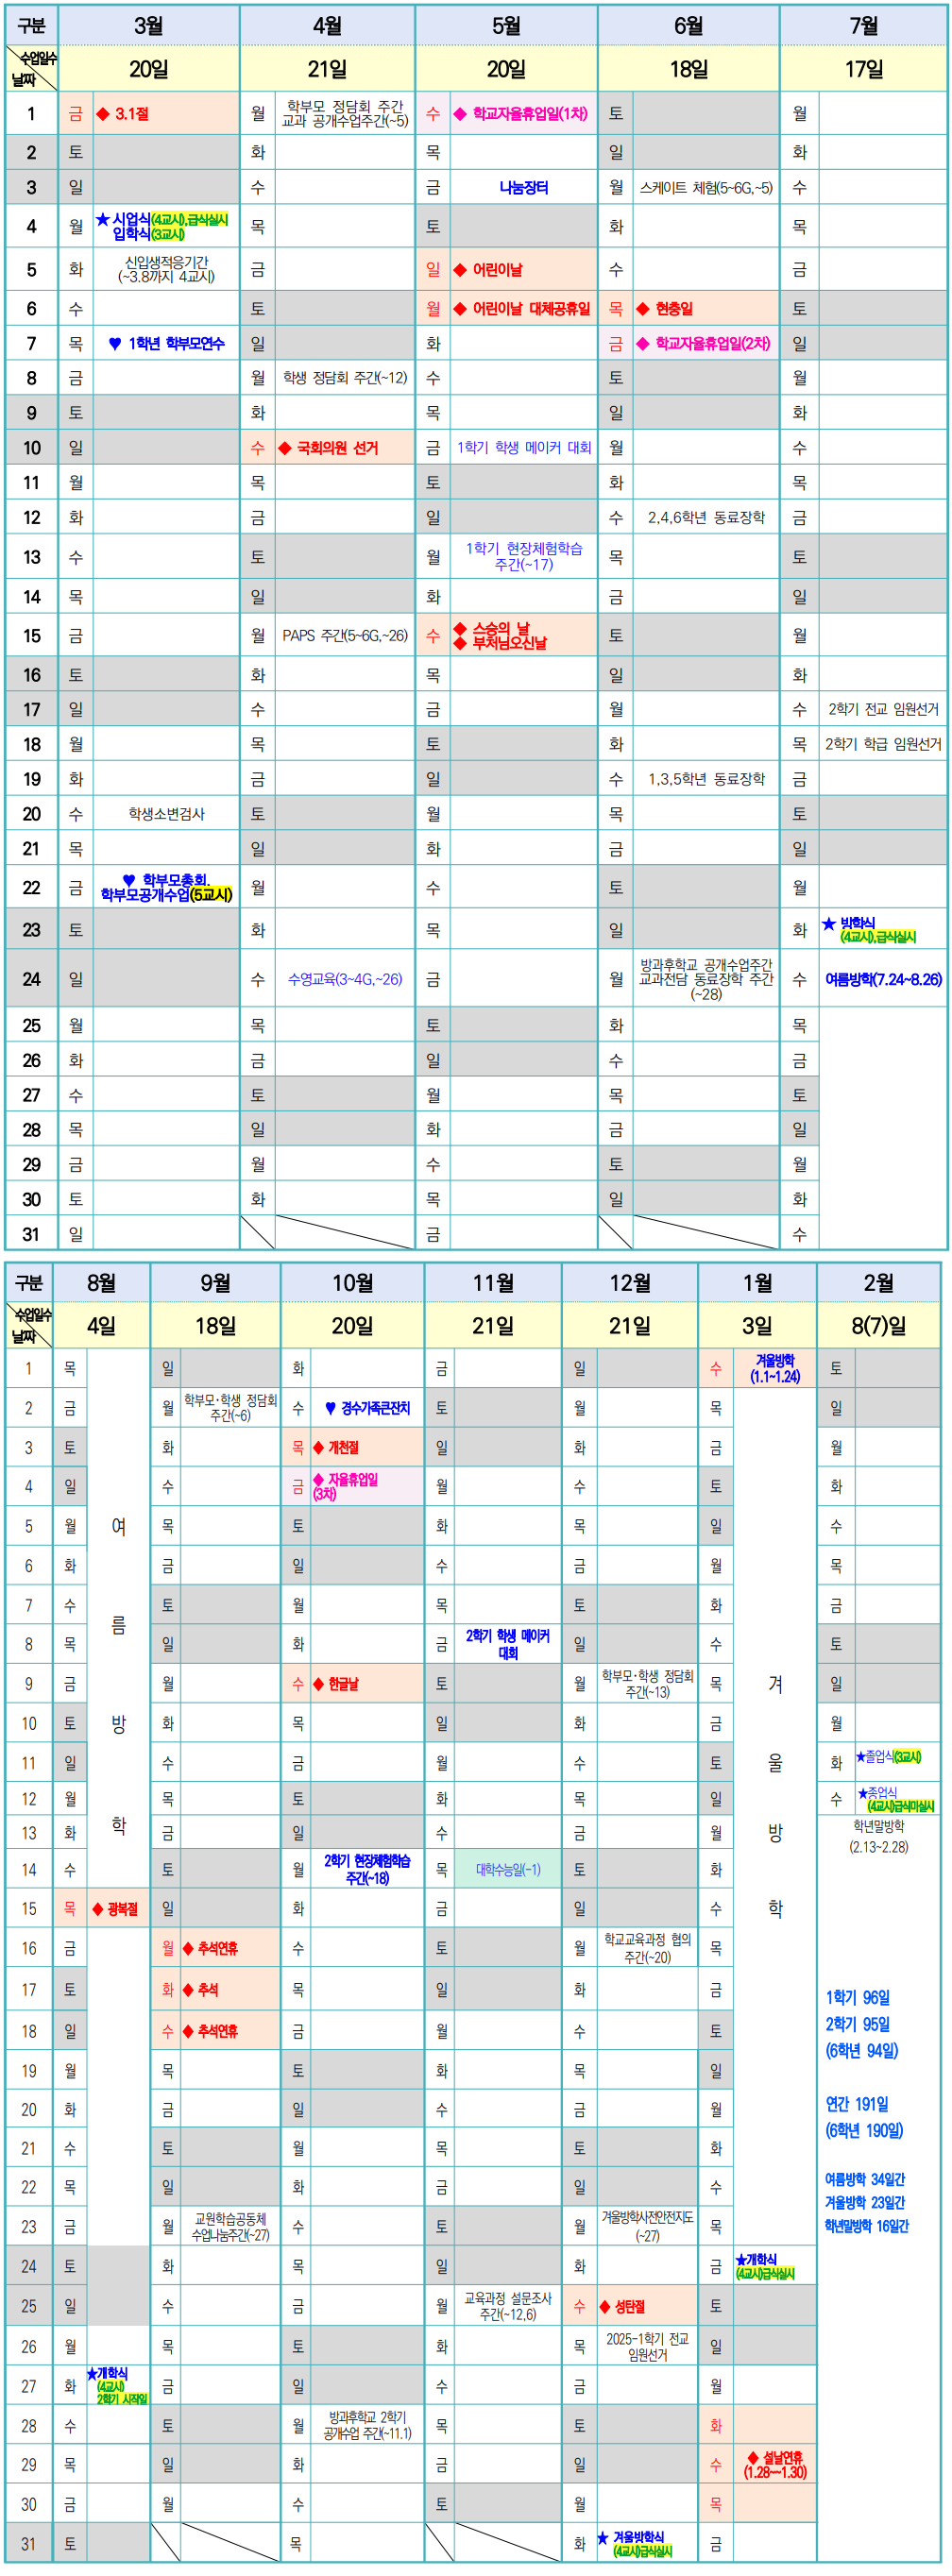 구분 3월 4월 5월 6월 7월
수업일수 날짜 20일 21일 20일 18일 17일
1 금 ◆ 3.1절 월 학부모 정담회 주간 교과 공개수업주간(~5) 수 ◆ 학교자율휴업일(1차) 토 월
2 토 화 목 일 화
3 일 수 금 나눔장터 월 스케이트 체험(5~6G,~5) 수
4 월 ★ 시업식(4교시),급식실시 입학식(3교시) 목 토 화 목
5 화 신입생적응기간 (~3.8까지 4교시) 금 일 ◆ 어린이날 수 금
6 수 토 월 ◆ 어린이날 대체공휴일 목 ◆ 현충일 토
7 목 ♥ 1학년 학부모연수 일 화 금 ◆ 학교자율휴업일(2차) 일
8 금 월 학생 정담회 주간(~12) 수 토 월
9 토 화 목 일 화
10 일 수 ◆ 국회의원 선거 금 1학기 학생 메이커 대회 월 수
11 월 목 토 화 목
12 화 금 일 수 2,4,6학년 동료장학 금
13 수 토 월 1학기 현장체험학습 주간(~17) 목 토
14 목 일 화 금 일
15 금 월 PAPS 주간(5~6G,~26) 수 ◆ 스승의 날 ◆ 부처님오신날 토 월
16 토 화 목 일 화
17 일 수 금 월 수 2학기 전교 임원선거
18 월 목 토 화 목 2학기 학급 임원선거
19 화 금 일 수 1,3,5학년 동료장학 금
20 수 학생소변검사 토 월 목 토
21 목 일 화 금 일
22 금 ♥ 학부모총회, 학부모공개수업(5교시) 월 수 토 월
23 토 화 목 일 화 ★ 방학식 (4교시),급식실시
24 일 수 수영교육(3~4G,~26) 금 월 방과후학교 공개수업주간 교과전담 동료장학 주간 (~28) 수 여름방학(7.24~8.26)
25 월 목 토 화 목
26 화 금 일 수 금
27 수 토 월 목 토
28 목 일 화 금 일
29 금 월 수 토 월
30 토 화 목 일 화
31 일 금 수
구분 8월 9월 10월 11월 12월 1월 2월
수업일수 날짜 4일 18일 20일 21일 21일 3일 8(7)일
1 목 일 화 금 일 수 겨울방학 (1.1~1.24) 토
2 금 월 학부모·학생 정담회 주간(~6) 수 ♥ 경수가족큰잔치 토 월 목 일
3 토 화 목 ◆ 개천절 일 화 금 월
4 일 수 금 ◆ 자율휴업일 (3차) 월 수 토 화
5 월 여 목 토 화 목 일 수
6 화 금 일 수 금 월 목
7 수 름 토 월 목 토 화 금
8 목 일 화 금 2학기 학생 메이커 대회 일 수 토
9 금 월 수 ◆ 한글날 토 월 학부모·학생 정담회 주간(~13) 목 겨 일
10 토 방 화 목 일 화 금 월
11 일 수 금 월 수 토 울 화 ★졸업식(3교시)
12 월 목 토 화 목 일 수 ★종업식 (4교시)급식미실시
13 화 학 금 일 수 금 월 방 학년말방학 (2.13~2.28)
14 수 토 월 2학기 현장체험학습 주간(~18) 목 대학수능일(-1) 토 화
15 목 ◆ 광복절 일 화 금 일 수 학
16 금 월 ◆ 추석연휴 수 토 월 학교교육과정 협의 주간(~20) 목
17 토 화 ◆ 추석 목 일 화 금
18 일 수 ◆ 추석연휴 금 월 수 토
19 월 목 토 화 목 일
20 화 금 일 수 금 월
21 수 토 월 목 토 화
22 목 일 화 금 일 수
23 금 월 교원학습공동체 수업나눔주간(~27) 수 토 월 겨울방학사전안전지도 (~27) 목
24 토 화 목 일 화 금 ★개학식 (4교시)급식실시
25 일 수 금 월 교육과정 설문조사 주간(~12,6) 수 ◆ 성탄절 토
26 월 목 토 화 목 2025-1학기 전교 임원선거 일
27 화 ★개학식 (4교시) 2학기 시작일 금 일 수 금 월
28 수 토 월 방과후학교 2학기 공개수업 주간(~11.1) 목 토 화
29 목 일 화 금 일 수 ◆ 설날연휴 (1.28~~1.30)
30 금 월 수 토 월 목
31 토 목 화 ★ 겨울방학식 (4교시)급식실시 금
1학기 96일
2학기 95일
(6학년 94일)
연간 191일
(6학년 190일)
여름방학 34일간
겨울방학 23일간
학년말방학 16일간